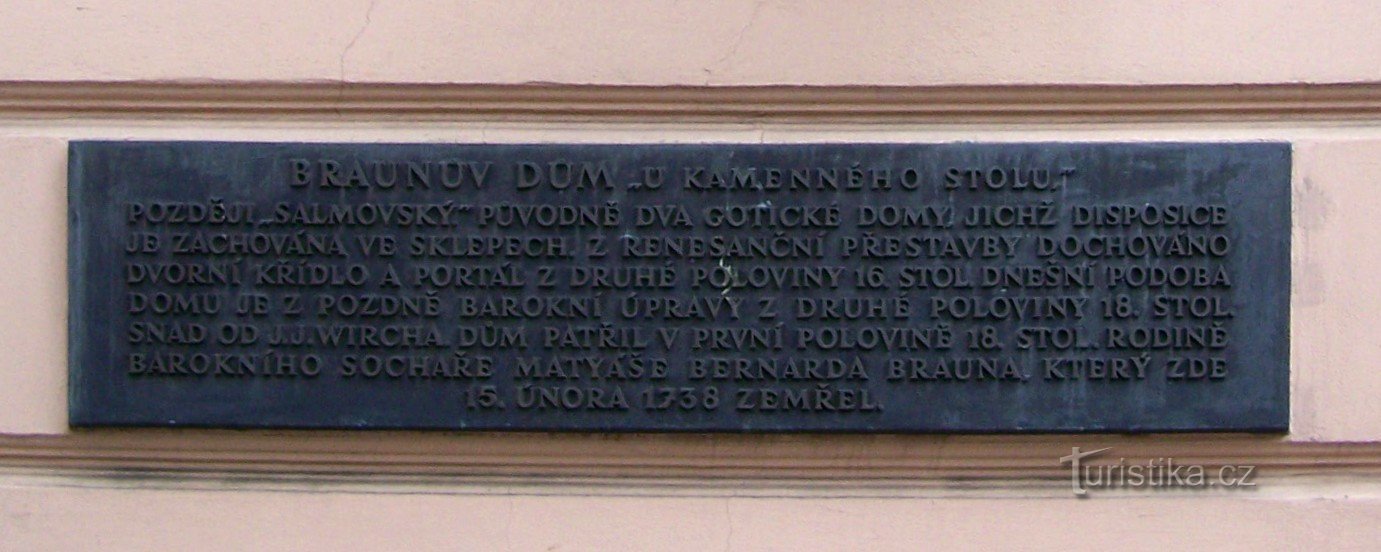 BRAUNŮV DŮM „U KAMENNÉHO STOLU,"
POZDĚJI „SALMOVSKÝ." PŮVODNĚ DVA GOTICKÉ DOMY, JICHŽ DISPOSICE
JE ZACHOVÁNA VE SKLEPECH. Z RENESANČNÍ PŘESTAVBY DOCHOVÁNO
DVORNÍ KŘÍDLO A PORTÁL Z DRUHÉ POLOVINY 16. STOL. DNEŠNÍ PODOBA
DOMU JE Z POZDNĚ BAROKNÍ ÚPRAVY Z DRUHÉ POLOVINY 18. STOL.
SNAD OD J.J. WIRCHA. DŮM PATŘIL V PRVNÍ POLOVINĚ 18. STOL. RODINĚ
BAROKNÍHO SOCHAŘE MATYÁŠE BERNARDA BRAUNA, KTERÝ ZDE
15. ÚNORA 1738 ZEMŘEL.
Turistika.cz